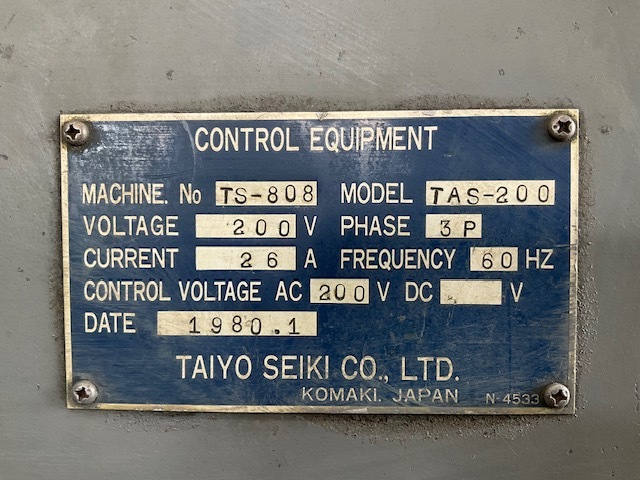 CONTROL EQUIPMENT
MACHINE. No TS-808 MODEL TAS-200
VOLTAGE 200 V PHASE 3P
CURRENT 26 A FREQUENCY 60 HZ
CONTROL VOLTAGE AC 200 V DC V
DATE 1980.1
TAIYO SEIKI CO., LTD.
KOMAKI, JAPAN N-4533